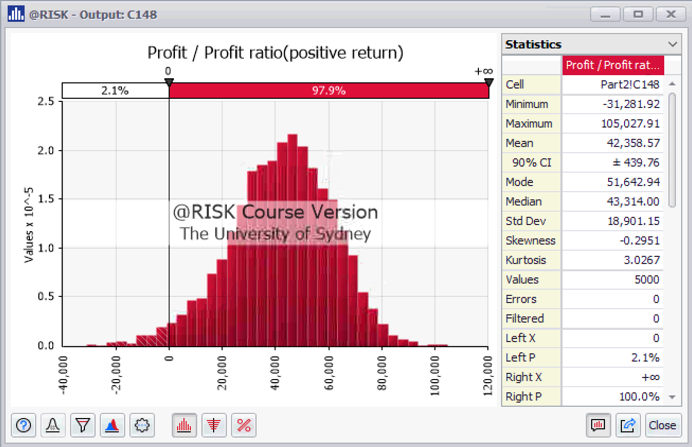 @RISK - Output: C148
Profit / Profit ratio(positive return)
0 +∞
2.1% 97.9%
2.5
2.0
1.5
1.0
0.5
0.0
Values x 10^-5
-40,000 -20,000 0 20,000 40,000 60,000 80,000 100,000 120,000
@RISK Course Version
The University of Sydney
Statistics
Profit / Profit rat...
Cell Part2!C148
Minimum -31,281.92
Maximum 105,027.91
Mean 42,358.57
90% CI ± 439.76
Mode 51,642.94
Median 43,314.00
Std Dev 18,901.15
Skewness -0.2951
Kurtosis 3.0267
Values 5000
Errors 0
Filtered 0
Left X 0
Left P 2.1%
Right X +∞
Right P 100.0%
Close